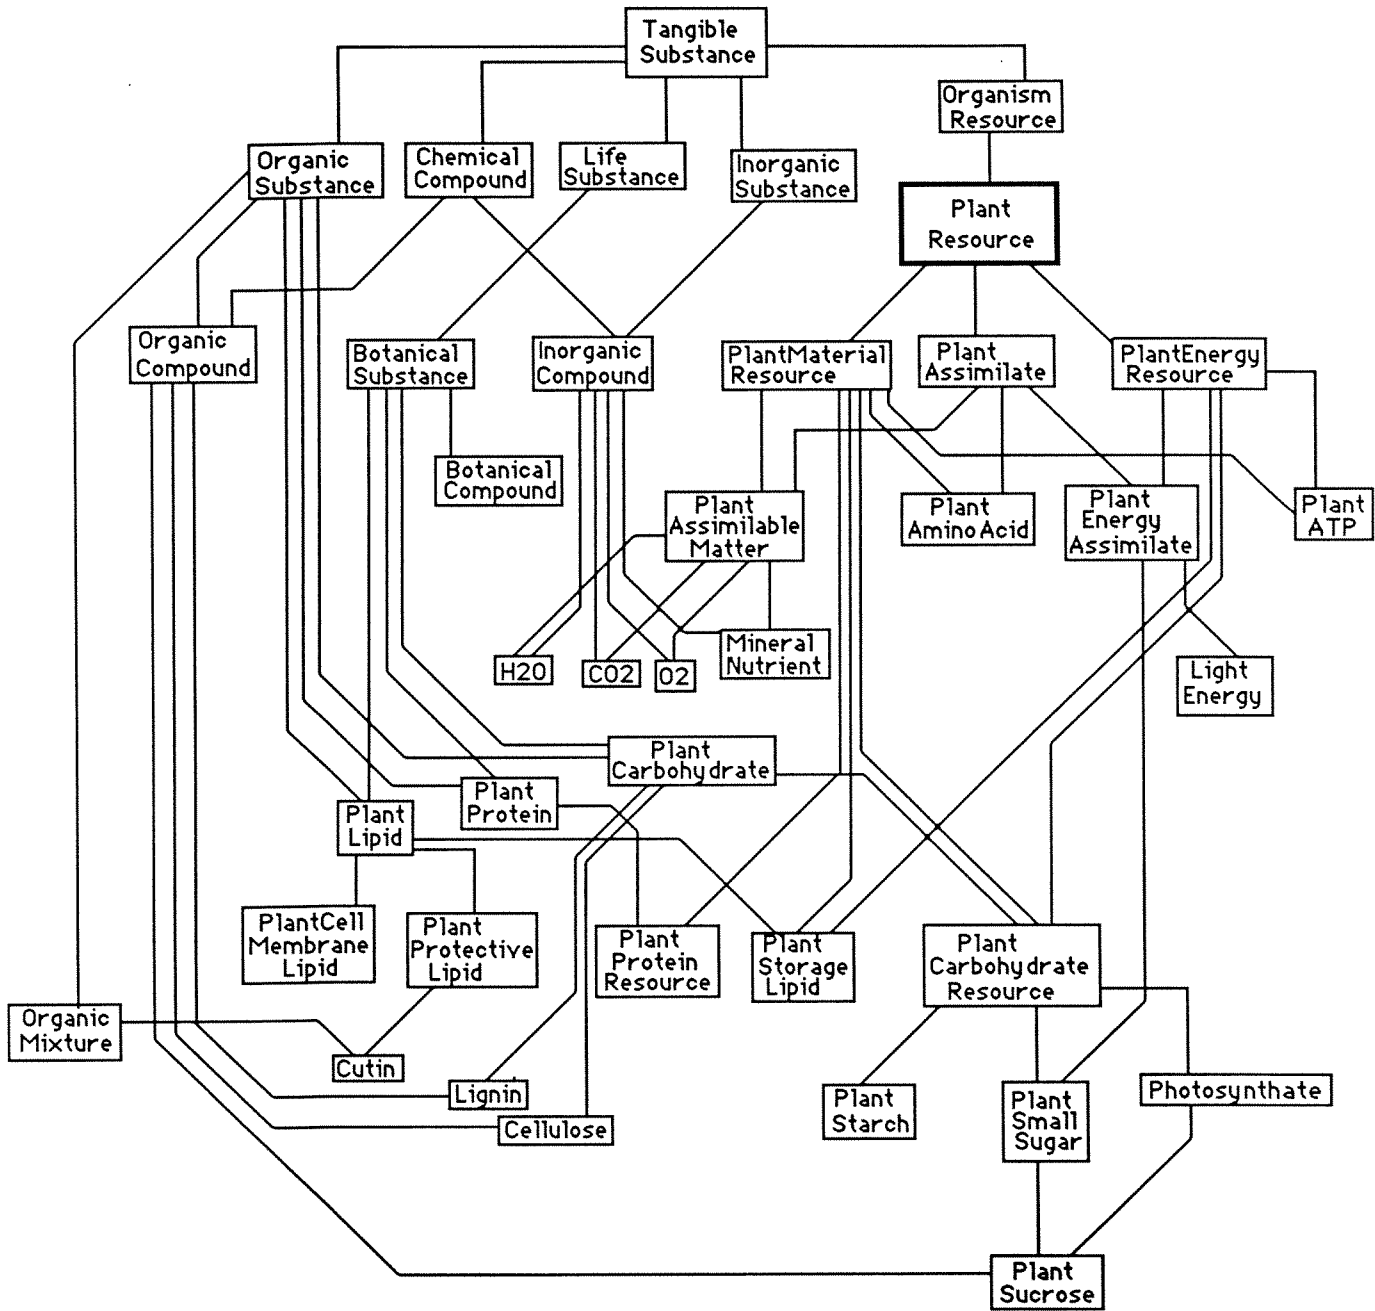 Tangible
Substance
Organism
Resource
Organic
Substance
Chemical
Compound
Life
Substance
Inorganic
Substance
Plant
Resource
Organic
Compound
Botanical
Substance
Inorganic
Compound
PlantMaterial
Resource
Plant
Assimilate
PlantEnergy
Resource
Botanical
Compound
Plant
Assimilable
Matter
Plant
Amino Acid
Plant
Energy
Assimilate
Plant
ATP
H2O
CO2
O2
Mineral
Nutrient
Light
Energy
Plant
Carbohydrate
Plant
Protein
Plant
Lipid
PlantCell
Membrane
Lipid
Plant
Protective
Lipid
Plant
Protein
Resource
Plant
Storage
Lipid
Plant
Carbohydrate
Resource
Organic
Mixture
Cutin
Lignin
Cellulose
Plant
Starch
Plant
Small
Sugar
Photosynthate
Plant
Sucrose